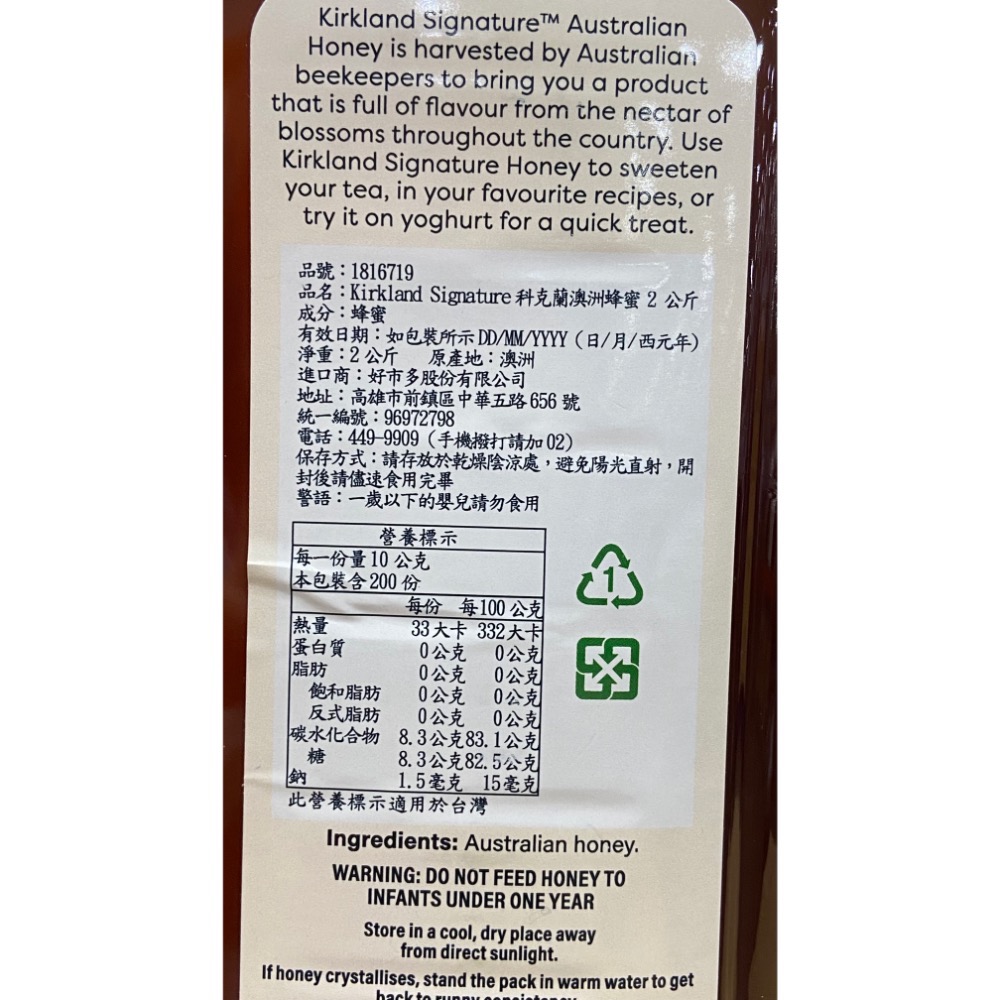 Kirkland Signature™ Australian
Honey is harvested by Australian
beekeepers to bring you a product
that is full of flavour from the nectar of
blossoms throughout the country. Use
Kirkland Signature Honey to sweeten
your tea, in your favourite recipes, or
try it on yoghurt for a quick treat.
品號：1816719
品名：Kirkland Signature 科克蘭澳洲蜂蜜 2 公斤
成分：蜂蜜
有效日期：如包裝所示 DD/MM/YYYY（日/月/西元年）
淨重：2 公斤 原產地：澳洲
進口商：好市多股份有限公司
地址：高雄市前鎮區中華五路 656 號
統一編號：96972798
電話：449-9909（手機撥打請加 02）
保存方式：請存放於乾燥陰涼處，避免陽光直射，開
封後請儘速食用完畢
警語：一歲以下的嬰兒請勿食用
營養標示
每一份量 10 公克
本包裝含 200 份
每份 每 100 公克
熱量 33 大卡 332 大卡
蛋白質 0 公克 0 公克
脂肪 0 公克 0 公克
飽和脂肪 0 公克 0 公克
反式脂肪 0 公克 0 公克
碳水化合物 8.3 公克 83.1 公克
糖 8.3 公克 82.5 公克
鈉 1.5 毫克 15 毫克
此營養標示適用於台灣
1
Ingredients: Australian honey.
WARNING: DO NOT FEED HONEY TO
INFANTS UNDER ONE YEAR
Store in a cool, dry place away
from direct sunlight.
If honey crystallises, stand the pack in warm water to get
back to runny consistency